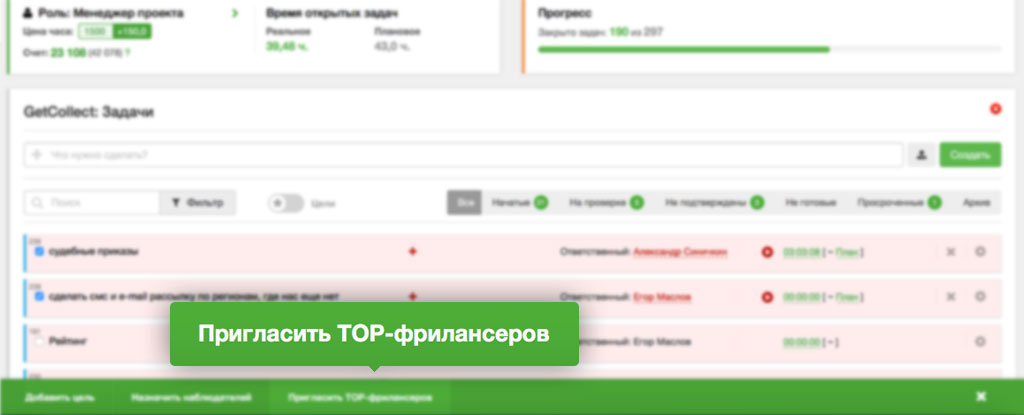 Роль: Менеджер проекта
Цена часа: 1500 +150,0
Счет: 23 108 (42 078) ?
Время открытых задач
Реальное Плановое
39,48 ч. 43,0 ч.
Прогресс
Закрыто задач: 190 из 297
GetCollect: Задачи
Что нужно сделать?
Создать
Поиск Фильтр Цели Все Начатые На проверке Не подтверждены Не готовые Просроченные Архив
судебные приказы Ответственный: Александр Синичкин [ ~ План ]
сделать смс и e-mail рассылку по регионам, где нас еще нет Ответственный: Егор Маслов 00:00:00 [ ~ План ]
Рейтинг Ответственный: Егор Маслов 00:00:00 [ ~ ]
Пригласить TOP-фрилансеров
Добавить цель Назначить наблюдателей Пригласить TOP-фрилансеров